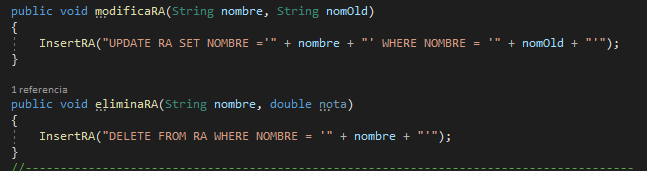 public void modificaRA(String nombre, String nomOld)
{
InsertRA("UPDATE RA SET NOMBRE ='" + nombre + "' WHERE NOMBRE = '" + nomOld + "'");
}
1 referencia
public void eliminaRA(String nombre, double nota)
{
InsertRA("DELETE FROM RA WHERE NOMBRE = '" + nombre + "'");
}
//----------------------------------------------------------------------------------------